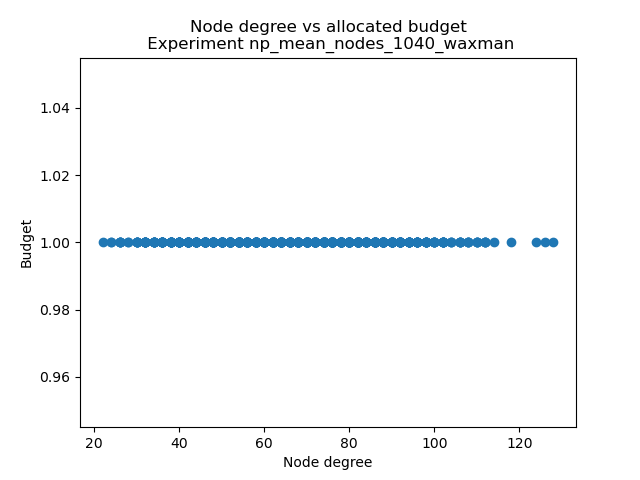 Node degree vs allocated budget
Experiment np_mean_nodes_1040_waxman
1.04
1.02
1.00
0.98
0.96
Budget
20 40 60 80 100 120
Node degree